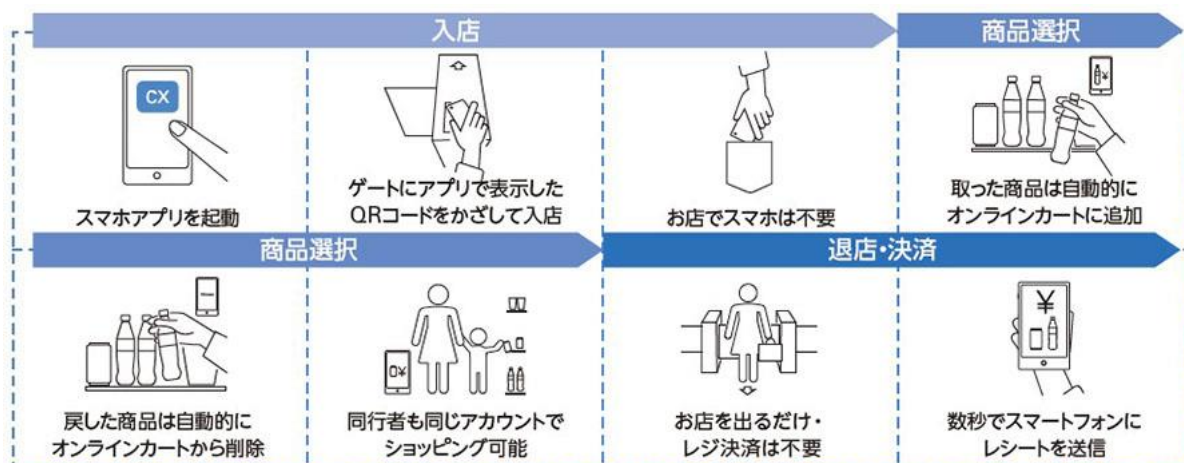 入店
商品選択
CX
スマホアプリを起動
ゲートにアプリで表示した
QRコードをかざして入店
お店でスマホは不要
¥
取った商品は自動的に
オンラインカートに追加
商品選択
退店・決済
戻した商品は自動的に
オンラインカートから削除
¥
同行者も同じアカウントで
ショッピング可能
お店を出るだけ・
レジ決済は不要
¥
数秒でスマートフォンに
レシートを送信